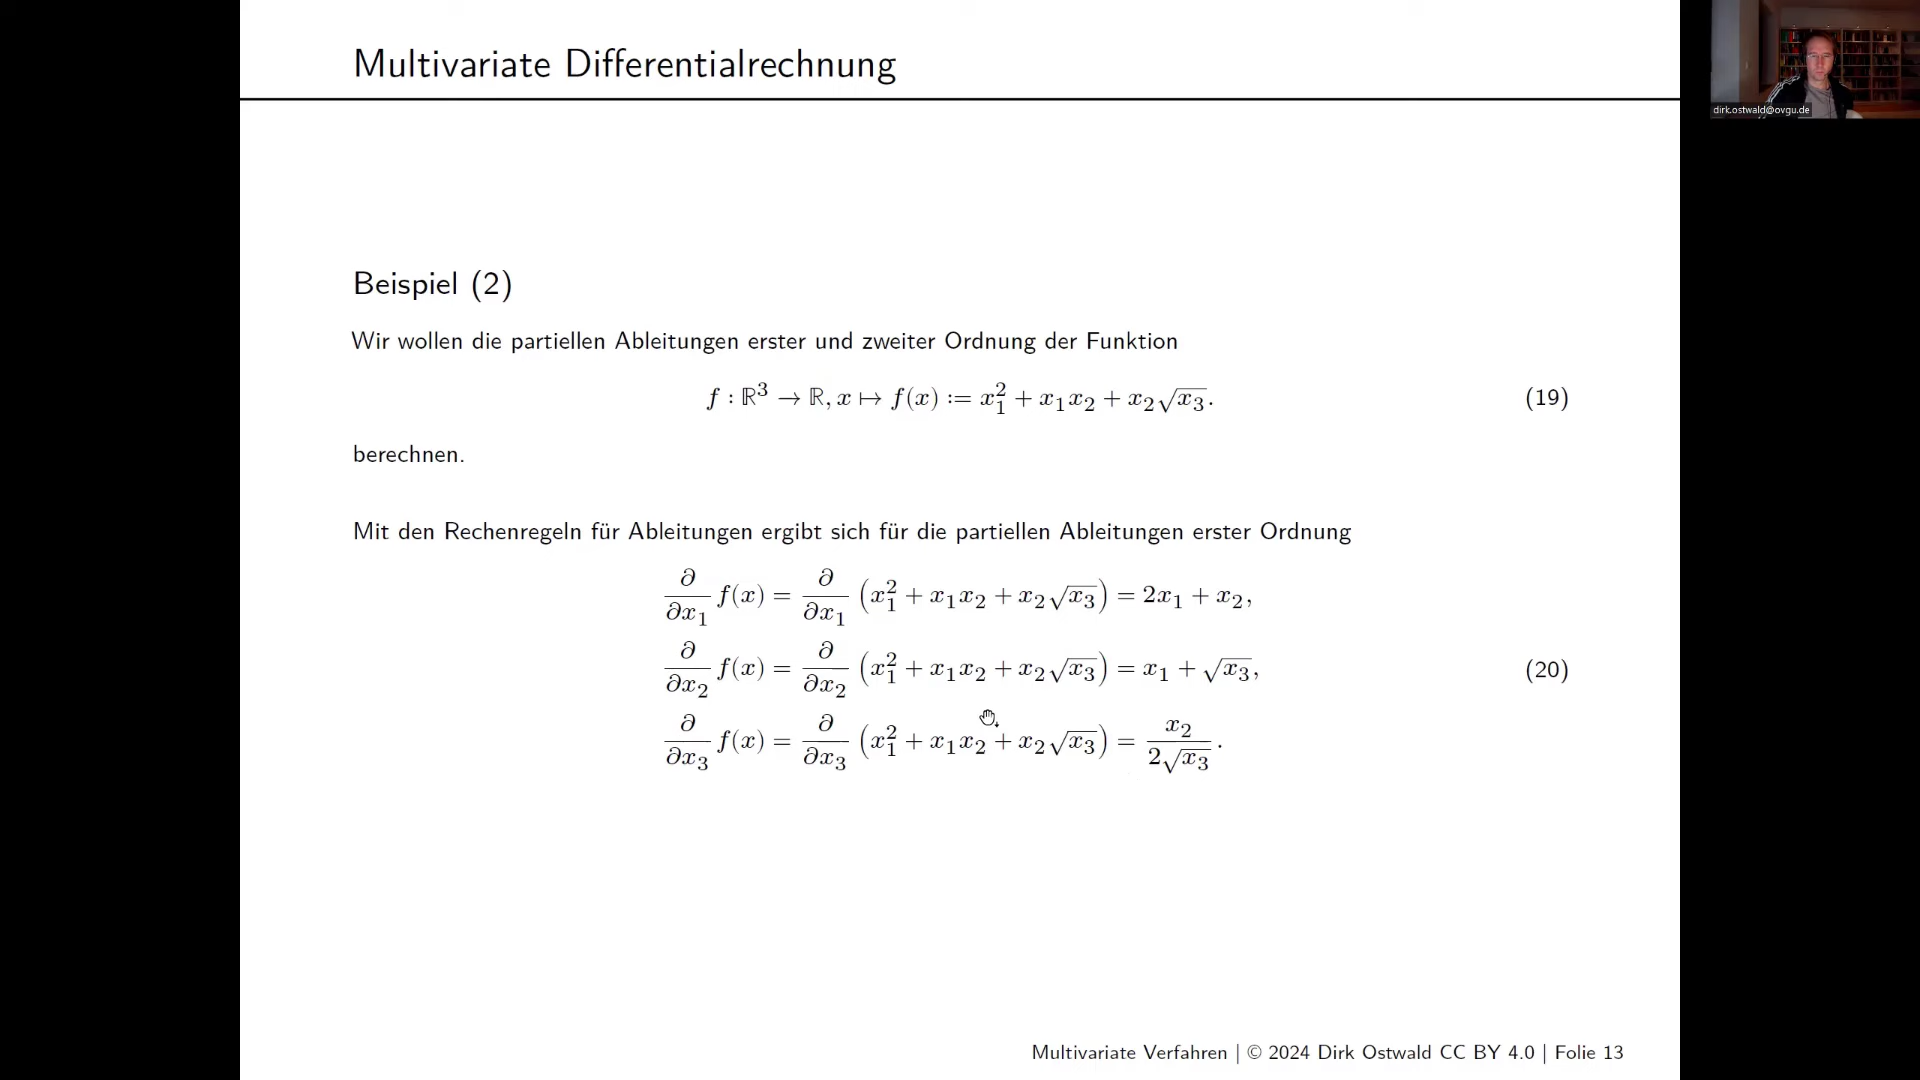 Multivariate Differentialrechnung
dirk.ostwald@ovgu.de
Beispiel (2)
Wir wollen die partiellen Ableitungen erster und zweiter Ordnung der Funktion
f : ℝ³ → ℝ, x ↦ f(x) := x₁² + x₁x₂ + x₂√x₃. (19)
berechnen.
Mit den Rechenregeln für Ableitungen ergibt sich für die partiellen Ableitungen erster Ordnung
∂/∂x₁ f(x) = ∂/∂x₁ (x₁² + x₁x₂ + x₂√x₃) = 2x₁ + x₂,
∂/∂x₂ f(x) = ∂/∂x₂ (x₁² + x₁x₂ + x₂√x₃) = x₁ + √x₃, (20)
∂/∂x₃ f(x) = ∂/∂x₃ (x₁² + x₁x₂ + x₂√x₃) = x₂/(2√x₃).
Multivariate Verfahren | © 2024 Dirk Ostwald CC BY 4.0 | Folie 13